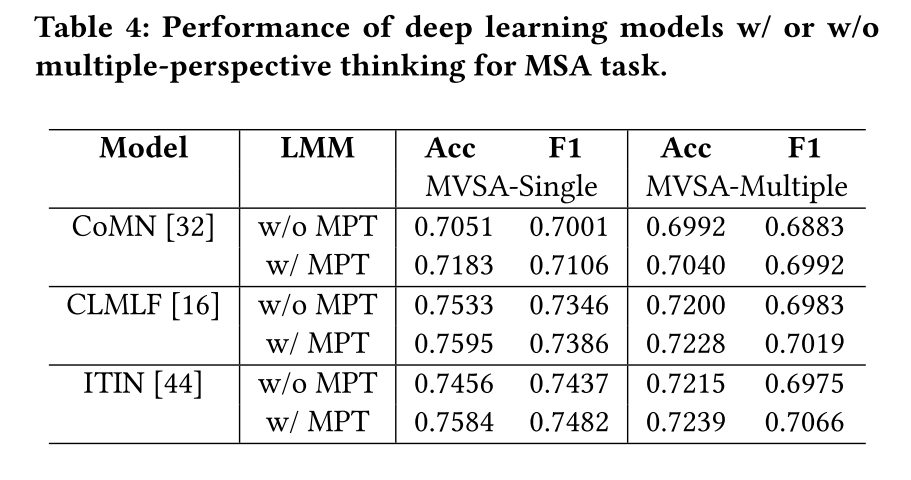 Table 4: Performance of deep learning models w/ or w/o
multiple-perspective thinking for MSA task.
Model LMM Acc F1 Acc F1
MVSA-Single MVSA-Multiple
CoMN [32] w/o MPT 0.7051 0.7001 0.6992 0.6883
w/ MPT 0.7183 0.7106 0.7040 0.6992
CLMLF [16] w/o MPT 0.7533 0.7346 0.7200 0.6983
w/ MPT 0.7595 0.7386 0.7228 0.7019
ITIN [44] w/o MPT 0.7456 0.7437 0.7215 0.6975
w/ MPT 0.7584 0.7482 0.7239 0.7066